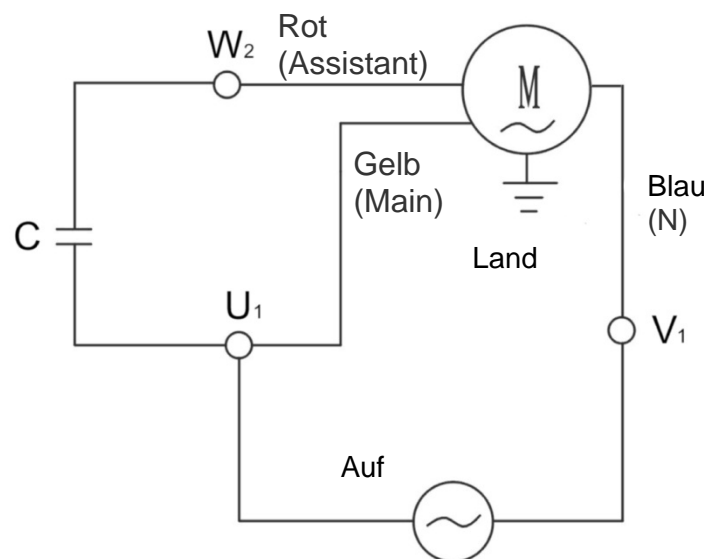 Rot
(Assistant)
W₂
M
Gelb
(Main)
Blau
(N)
C
Land
U₁
V₁
Auf